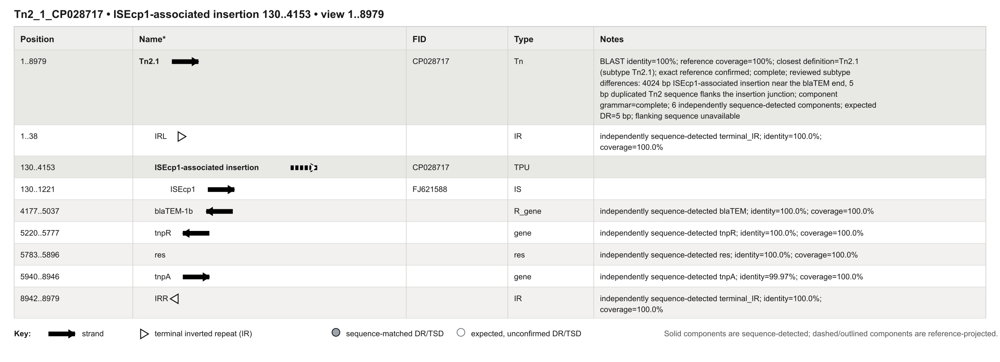 Tn2_1_CP028717 • ISEcp1-associated insertion 130..4153 • view 1..8979
Position Name* FID Type Notes
1..8979 Tn2.1 CP028717 Tn BLAST identity=100%; reference coverage=100%; closest definition=Tn2.1
(subtype Tn2.1); exact reference confirmed; complete; reviewed subtype
differences: 4024 bp ISEcp1-associated insertion near the blaTEM end, 5
bp duplicated Tn2 sequence flanks the insertion junction; component
grammar=complete; 6 independently sequence-detected components; expected
DR=5 bp; flanking sequence unavailable
1..38 IRL IR independently sequence-detected terminal_IR; identity=100.0%;
coverage=100.0%
130..4153 ISEcp1-associated insertion CP028717 TPU
130..1221 ISEcp1 FJ621588 IS
4177..5037 blaTEM-1b R_gene independently sequence-detected blaTEM; identity=100.0%; coverage=100.0%
5220..5777 tnpR gene independently sequence-detected tnpR; identity=100.0%; coverage=100.0%
5783..5896 res res independently sequence-detected res; identity=100.0%; coverage=100.0%
5940..8946 tnpA gene independently sequence-detected tnpA; identity=99.97%; coverage=100.0%
8942..8979 IRR IR independently sequence-detected terminal_IR; identity=100.0%;
coverage=100.0%
Key: strand terminal inverted repeat (IR) sequence-matched DR/TSD expected, unconfirmed DR/TSD Solid components are sequence-detected; dashed/outlined components are reference-projected.